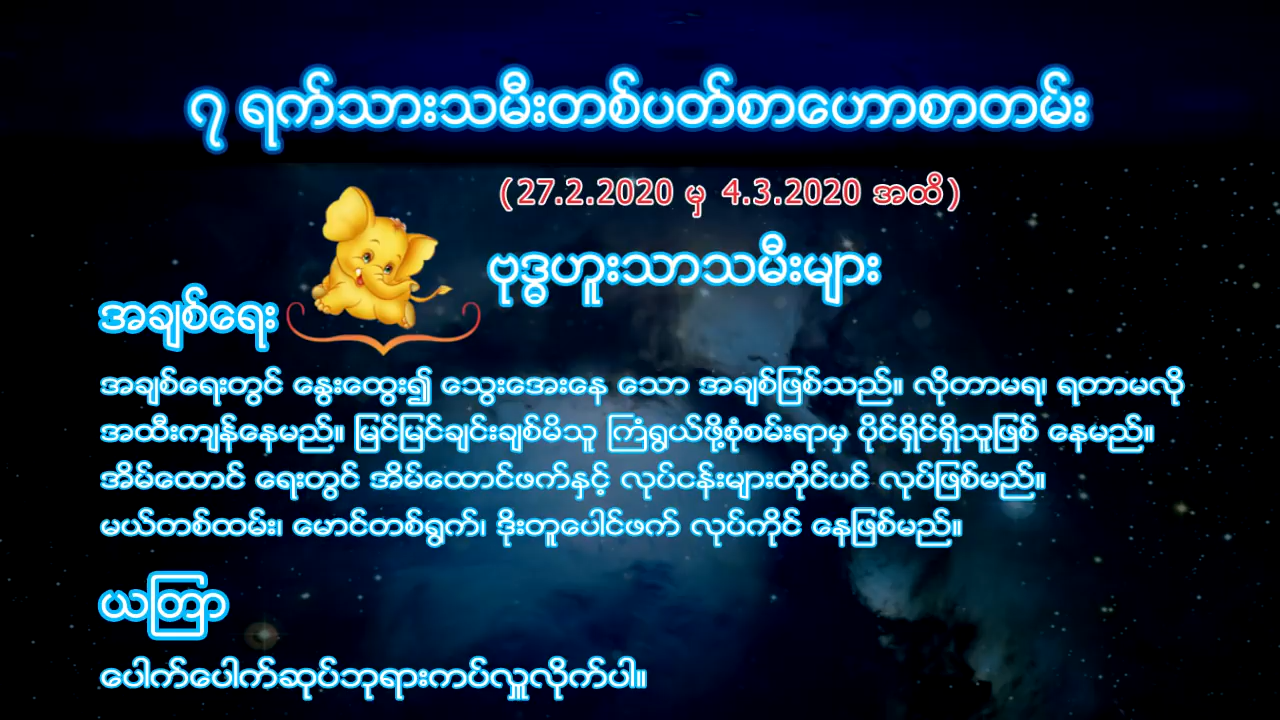 ၇ ရက်သားသမီးတစ်ပတ်စာဟောစာတမ်း
(27.2.2020 မှ 4.3.2020 အထိ)
ဗုဒ္ဓဟူးသာသမီးများ
အချစ်ရေး
အချစ်ရေးတွင် နွေးထွေး၍ သွေးအေးနေ သော အချစ်ဖြစ်သည်။ လိုတာမရ၊ ရတာမလို
အထီးကျန်နေမည်။ မြင်မြင်ချင်းချစ်မိသူ ကြံရွယ်ဖို့စုံစမ်းရာမှ ပိုင်ရှိင်ရှိသူဖြစ် နေမည်။
အိမ်ထောင် ရေးတွင် အိမ်ထောင်ဖက်နှင့် လုပ်ငန်းများတိုင်ပင် လုပ်ဖြစ်မည်။
မယ်တစ်ထမ်း၊ မောင်တစ်ရွက်၊ ဒိုးတူပေါင်ဖက် လုပ်ကိုင် နေဖြစ်မည်။
ယတြာ
ပေါက်ပေါက်ဆုပ်ဘုရားကပ်လှူလိုက်ပါ။